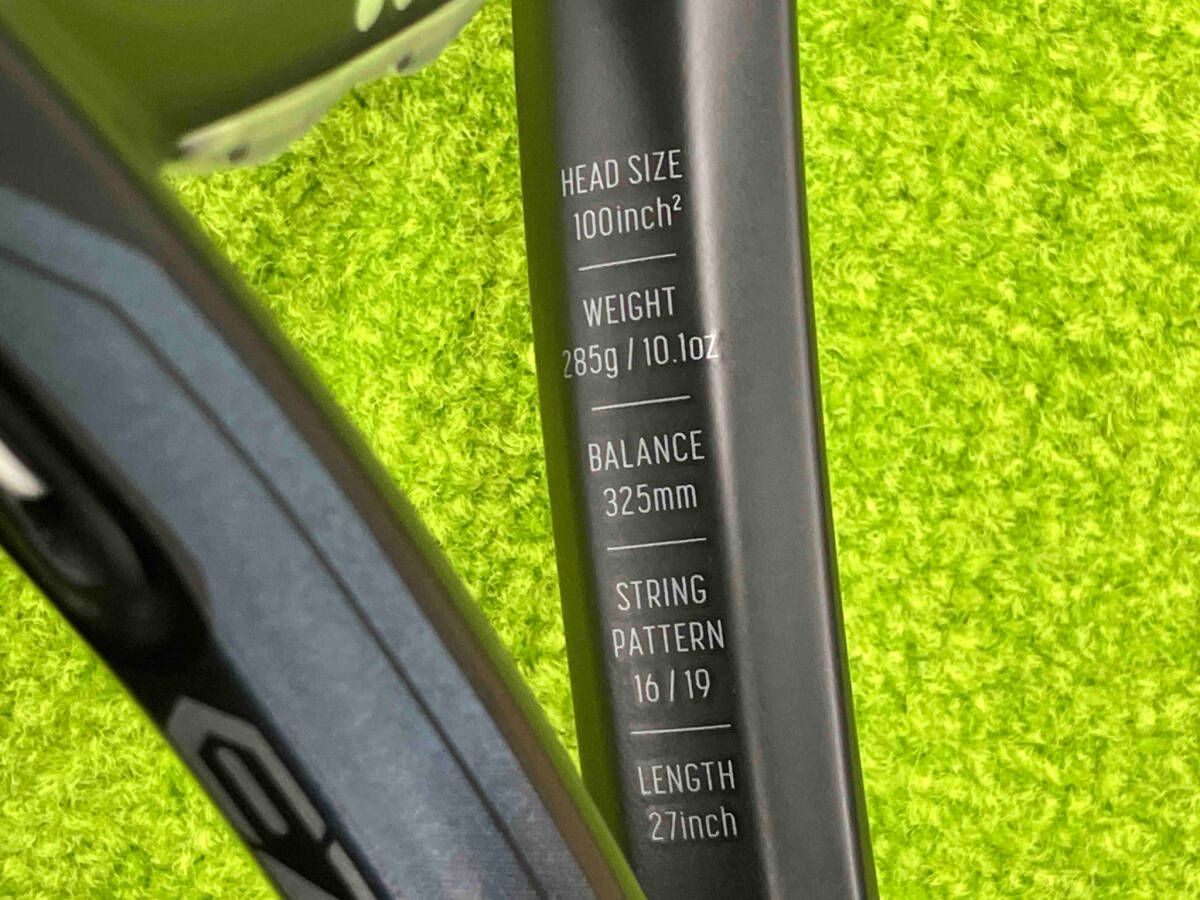 HEAD SIZE
100inch²
WEIGHT
285g / 10.1oz
BALANCE
325mm
STRING
PATTERN
16 / 19
LENGTH
27inch